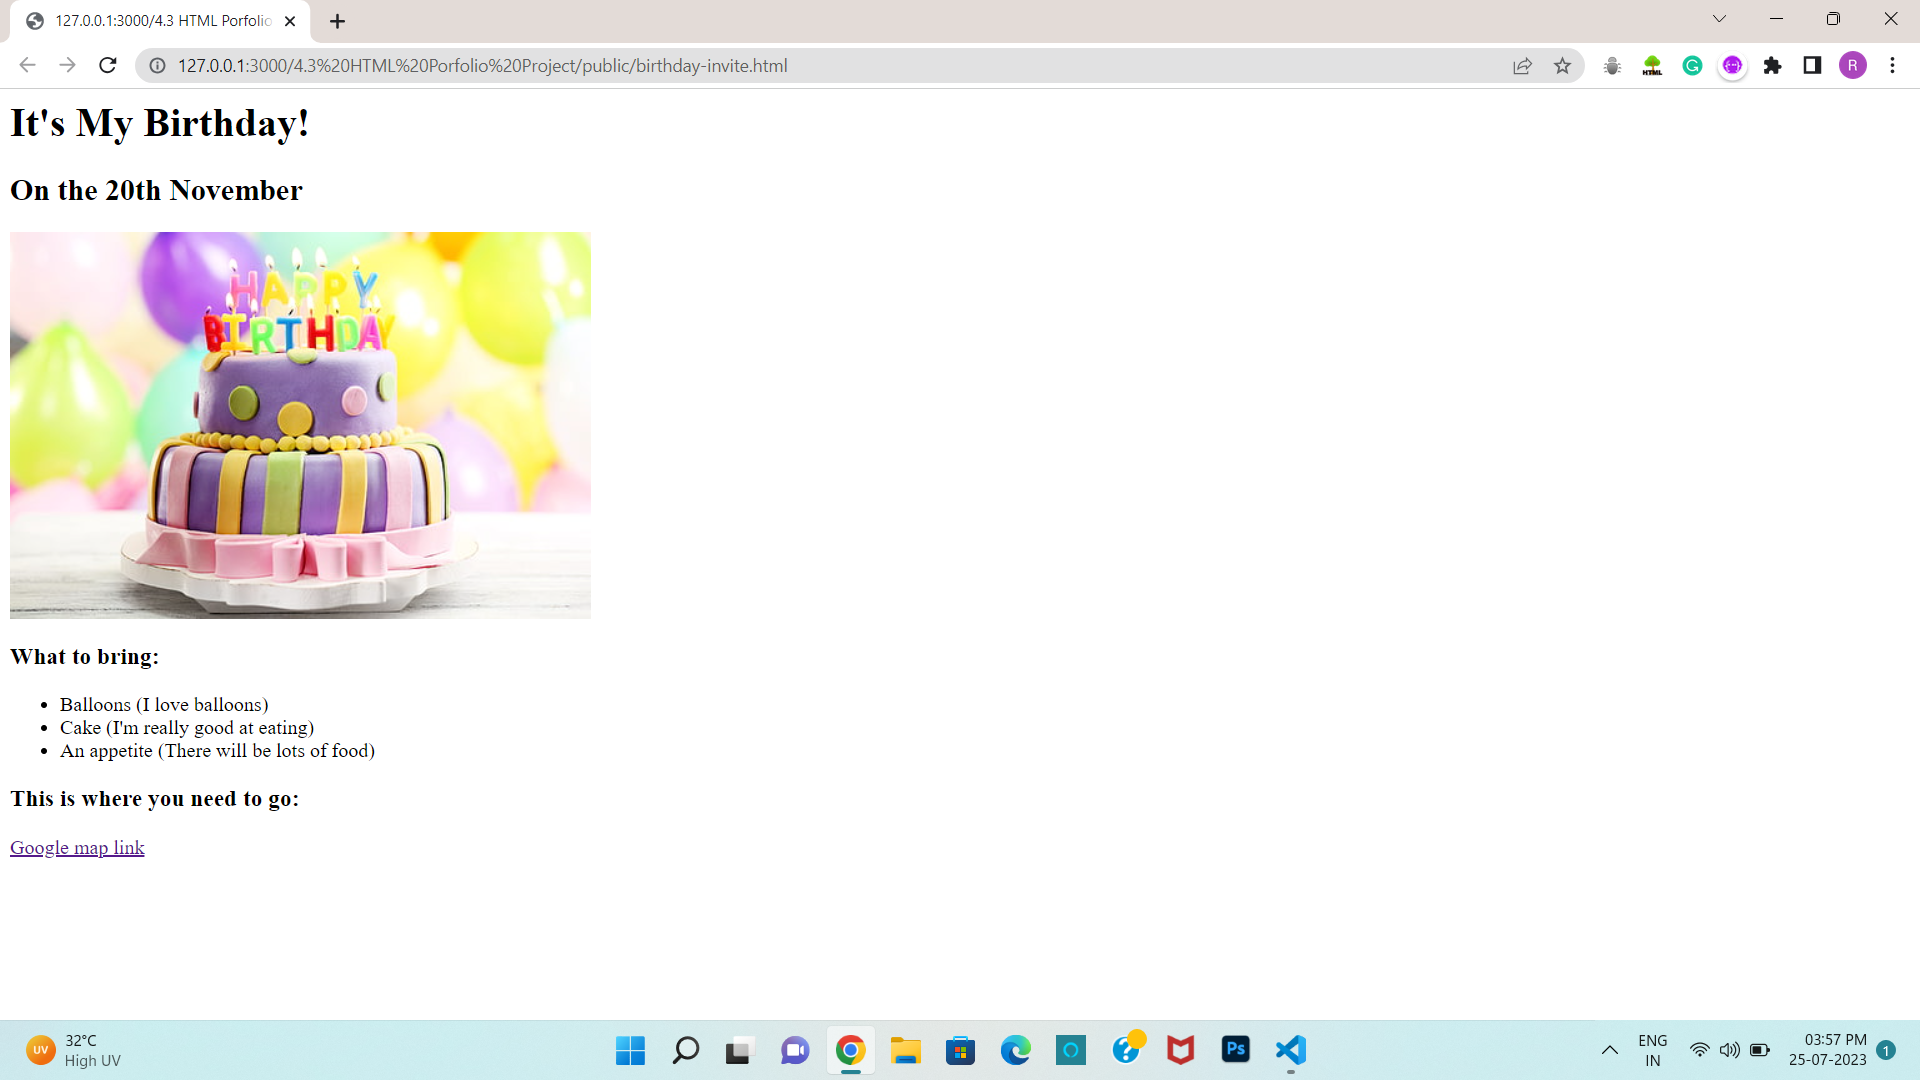 127.0.0.1:3000/4.3 HTML Porfolio
127.0.0.1:3000/4.3%20HTML%20Porfolio%20Project/public/birthday-invite.html
HTML
G
R
It's My Birthday!
On the 20th November
HAPPY
BIRTHDAY
What to bring:
Balloons (I love balloons)
Cake (I'm really good at eating)
An appetite (There will be lots of food)
This is where you need to go:
Google map link
UV
32°C
High UV
?
Ps
ENG
IN
03:57 PM
25-07-2023
1